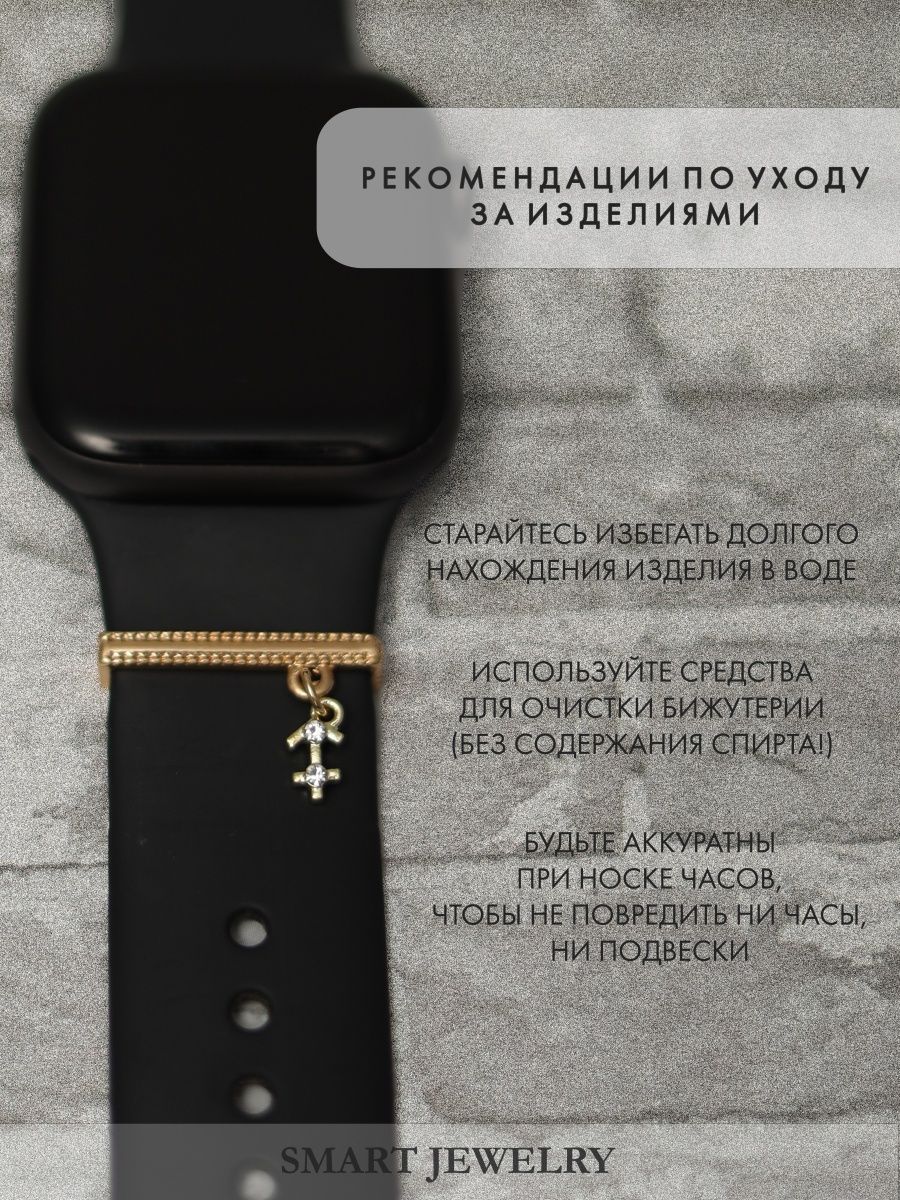 РЕКОМЕНДАЦИИ ПО УХОДУ
ЗА ИЗДЕЛИЯМИ
СТАРАЙТЕСЬ ИЗБЕГАТЬ ДОЛГОГО
НАХОЖДЕНИЯ ИЗДЕЛИЯ В ВОДЕ
ИСПОЛЬЗУЙТЕ СРЕДСТВА
ДЛЯ ОЧИСТКИ БИЖУТЕРИИ
(БЕЗ СОДЕРЖАНИЯ СПИРТА!)
БУДЬТЕ АККУРАТНЫ
ПРИ НОСКЕ ЧАСОВ,
ЧТОБЫ НЕ ПОВРЕДИТЬ НИ ЧАСЫ,
НИ ПОДВЕСКИ
SMART JEWELRY